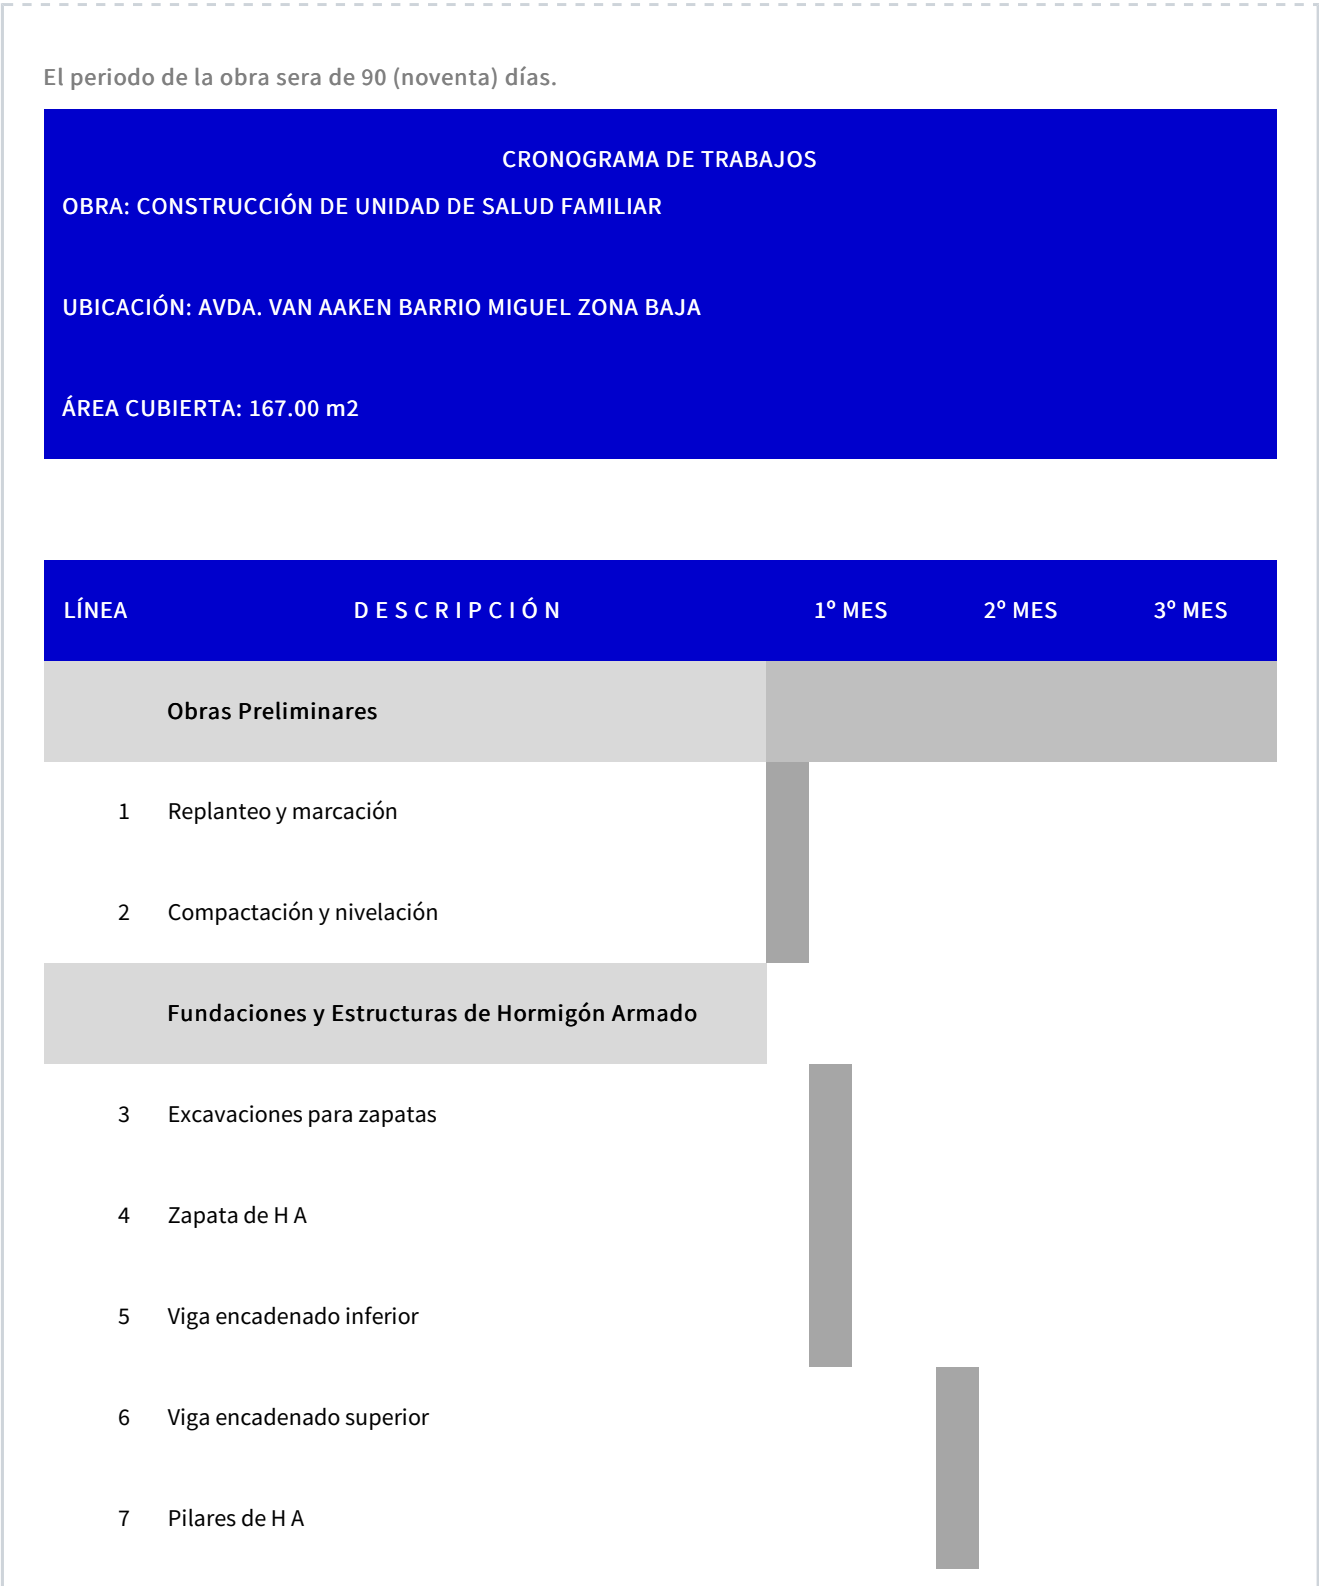 El periodo de la obra sera de 90 (noventa) días.
CRONOGRAMA DE TRABAJOS
OBRA: CONSTRUCCIÓN DE UNIDAD DE SALUD FAMILIAR
UBICACIÓN: AVDA. VAN AAKEN BARRIO MIGUEL ZONA BAJA
ÁREA CUBIERTA: 167.00 m2
LÍNEA D E S C R I P C I Ó N 1º MES 2º MES 3º MES
Obras Preliminares
1 Replanteo y marcación
2 Compactación y nivelación
Fundaciones y Estructuras de Hormigón Armado
3 Excavaciones para zapatas
4 Zapata de H A
5 Viga encadenado inferior
6 Viga encadenado superior
7 Pilares de H A